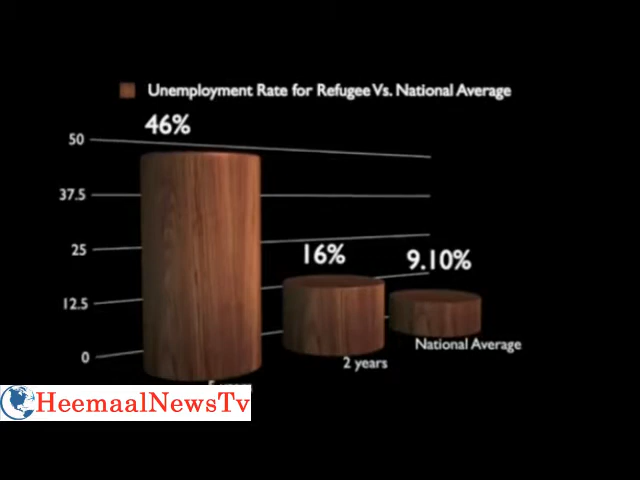 Unemployment Rate for Refugee Vs. National Average
46%
50
37.5
25
12.5
0
16%
9.10%
National Average
2 years
HeemaalNewsTv